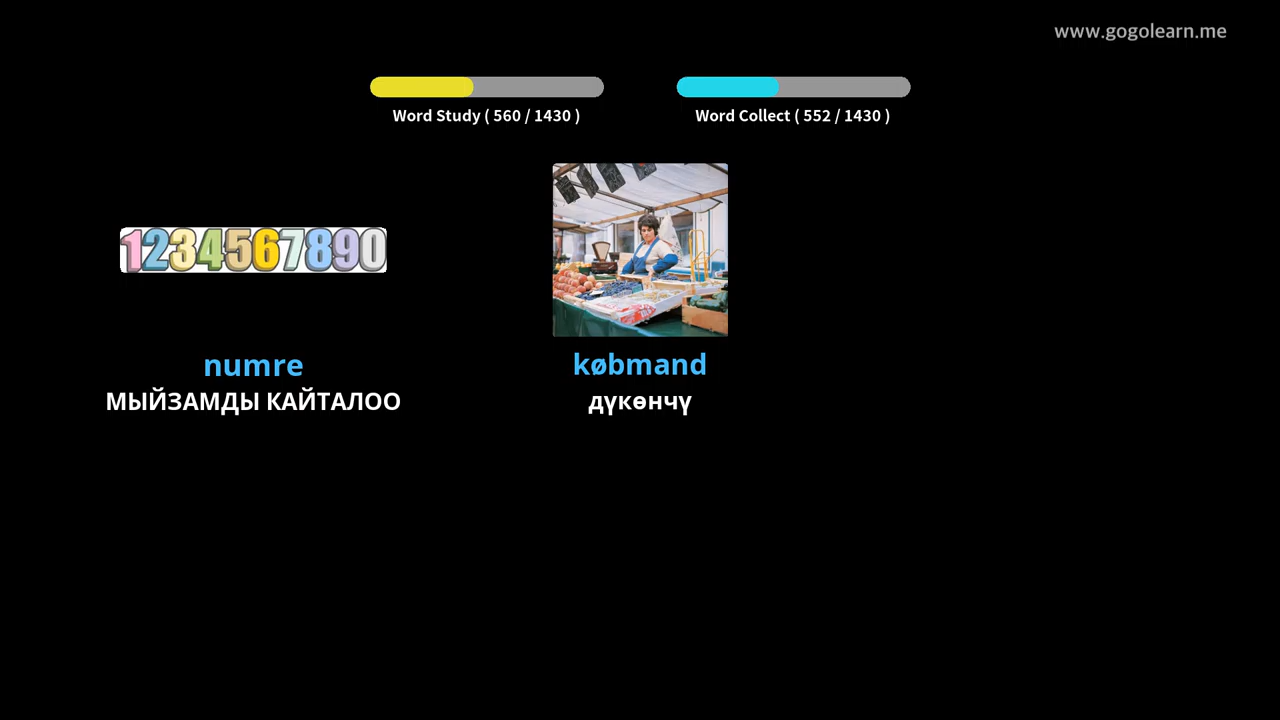 www.gogolearn.me
Word Study ( 560 / 1430 )
Word Collect ( 552 / 1430 )
1234567890
numre
МЫЙЗАМДЫ КАЙТАЛОО
købmand
дүкөнчү